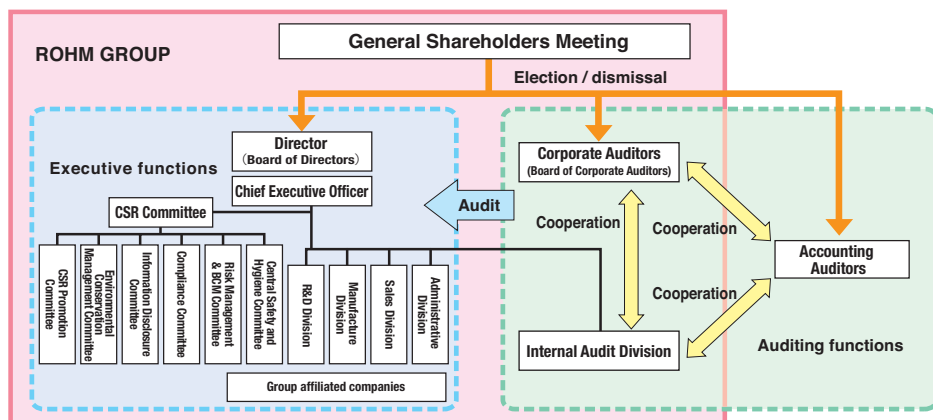 General Shareholders Meeting
ROHM GROUP
Election / dismissal
Director
(Board of Directors)
Executive functions
Chief Executive Officer
CSR Committee
Corporate Auditors
(Board of Corporate Auditors)
Audit
Cooperation
Cooperation
Accounting
Auditors
Cooperation
CSR Promotion
Committee
Environmental
Conservation
Management Committee
Information Disclosure
Committee
Compliance Committee
Risk Management
& BCM Committee
Central Safety and
Hygiene Committee
R&D Division
Manufacture
Division
Sales Division
Administrative
Division
Internal Audit Division
Auditing functions
Group affiliated companies